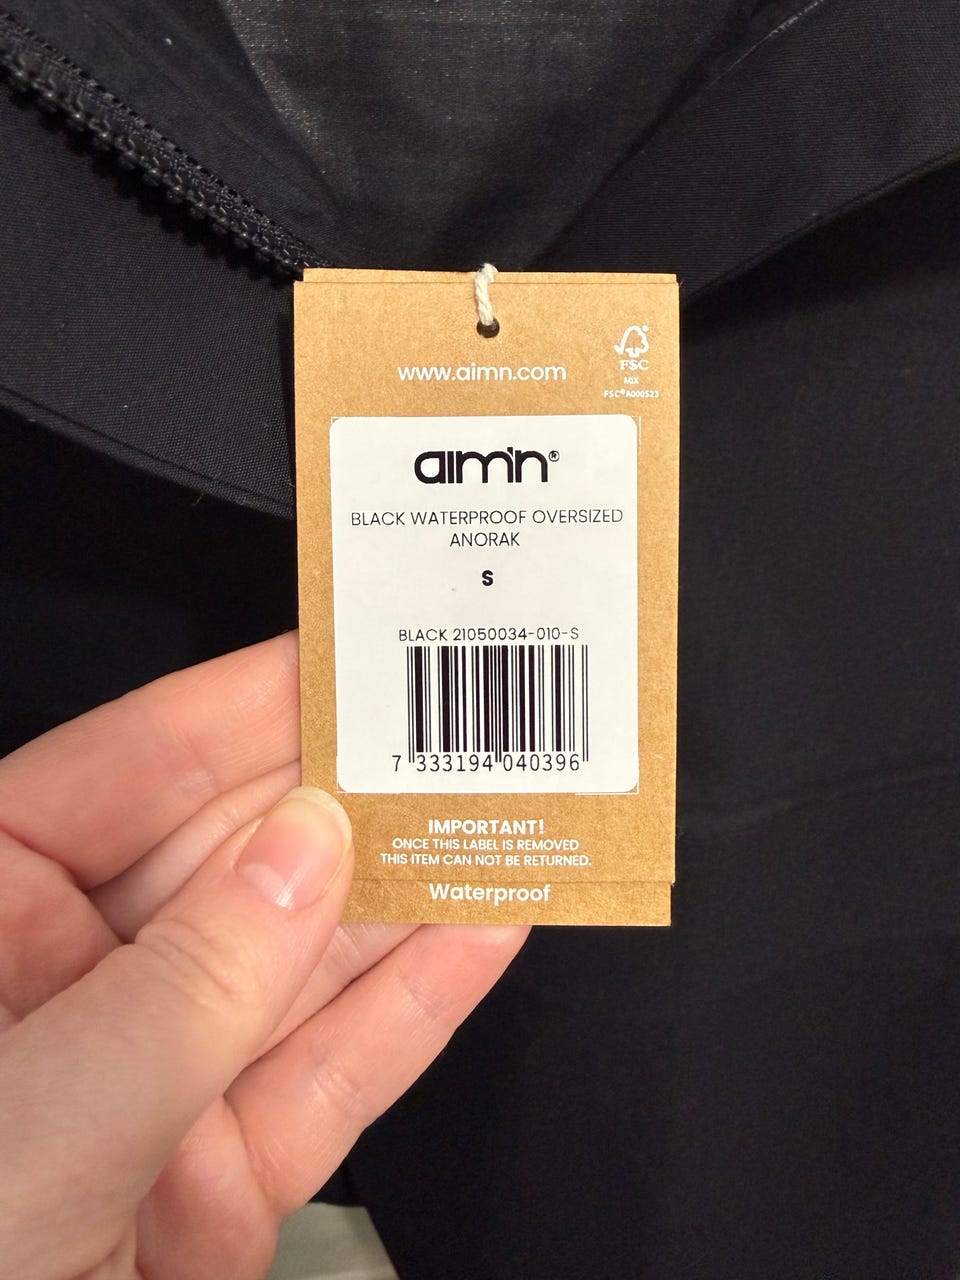 www.aimn.com
FSC
MIX
FSC® A000523
aim'n®
BLACK WATERPROOF OVERSIZED
ANORAK
S
BLACK 21050034-010-S
7 333194 040396
IMPORTANT!
ONCE THIS LABEL IS REMOVED
THIS ITEM CAN NOT BE RETURNED.
Waterproof